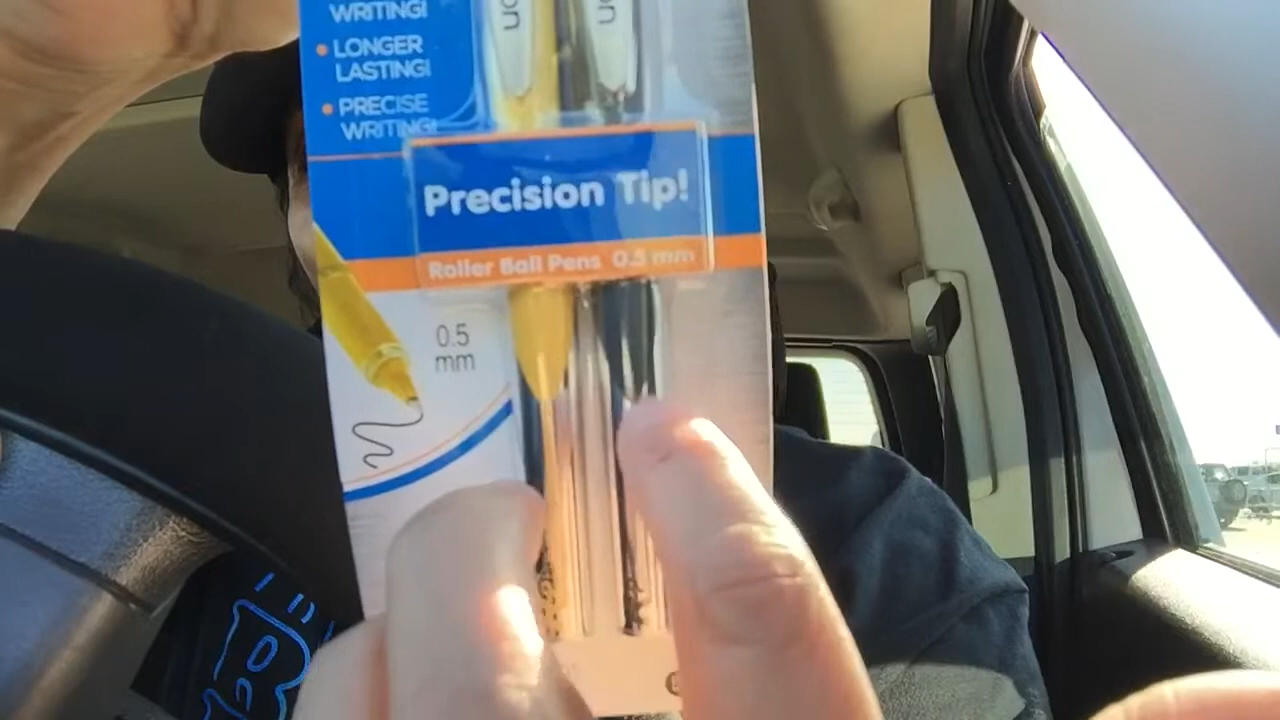 WRITING!
• LONGER
LASTING!
• PRECISE
WRITING!
Precision Tip!
Roller Ball Pens 0.5 mm
0.5
mm